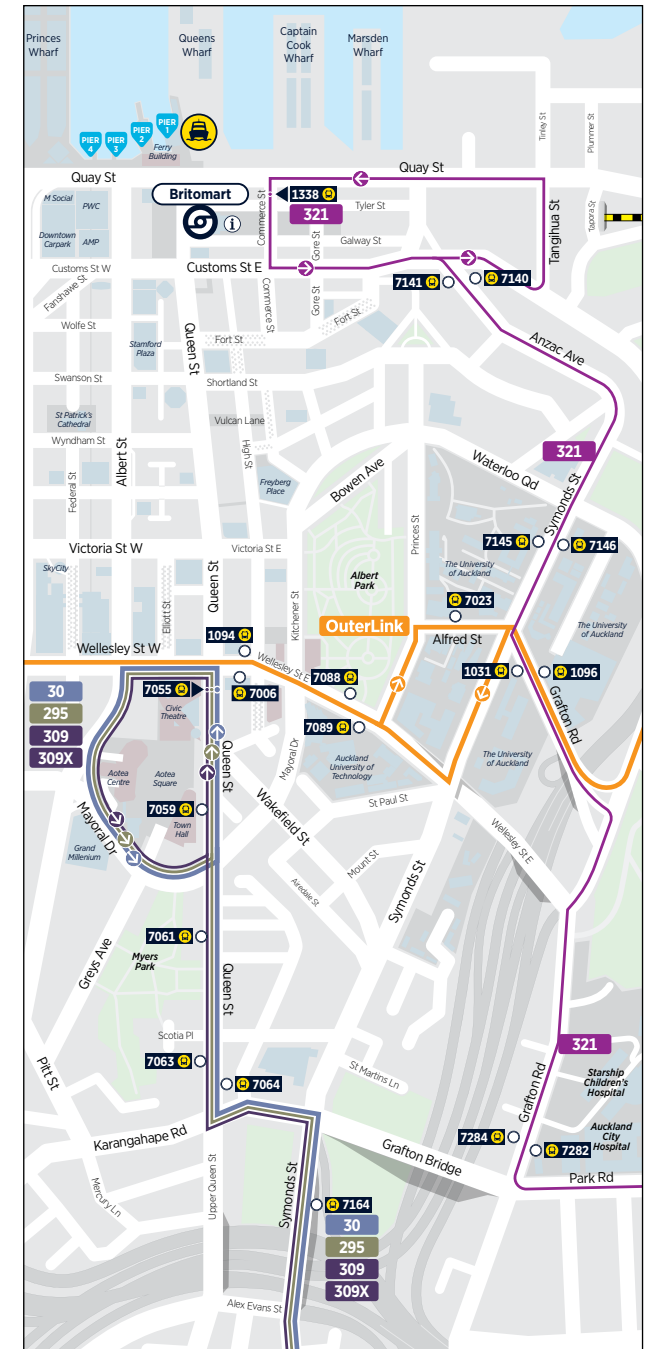 Princes
Wharf
Queens
Wharf
Captain
Cook
Wharf
Marsden
Wharf
PIER
4
PIER
3
PIER
2
PIER
1
Ferry
Building
Tinley St
Plummer St
Quay St
Quay St
Britomart
i
Commerce St
1338
321
Tyler St
Tangihua St
Tapora St
M Social
PWC
Downtown
Carpark
AMP
Gore St
Galway St
Customs St W
Customs St E
7141
7140
Fanshawe St
Commerce St
Gore St
Fort St
Wolfe St
Queen St
Fort St
Anzac Ave
Stamford
Plaza
Swanson St
Shortland St
St Patrick's
Cathedral
Vulcan Lane
Wyndham St
Albert St
High St
321
Bowen Ave
Waterloo Qd
Federal St
Freyberg
Place
Symonds St
Princes St
Victoria St W
Victoria St E
7145
7146
SkyCity
Queen St
Albert
Park
The University
of Auckland
Elliott St
Kitchener St
7023
The University
of Auckland
OuterLink
1094
Alfred St
Wellesley St W
Wellesley St E
7088
1031
1096
30
295
309
309X
7055
7006
Civic
Theatre
Grafton Rd
7089
Queen St
Mayoral Dr
Auckland
University of
Technology
The University
of Auckland
Aotea
Centre
Aotea
Square
Mayoral Dr
7059
Town
Hall
Wakefield St
St Paul St
Grand
Millenium
Wellesley St E
Mount St
Airedale St
Symonds St
7061
Myers
Park
Greys Ave
Queen St
Scotia Pl
321
7063
7064
St Martins Ln
Starship
Children's
Hospital
Pitt St
Grafton Rd
Karangahape Rd
7284
Auckland
City
Hospital
7282
Grafton Bridge
Park Rd
Mercury Ln
Upper Queen St
Symonds St
7164
30
295
309
309X
Alex Evans St